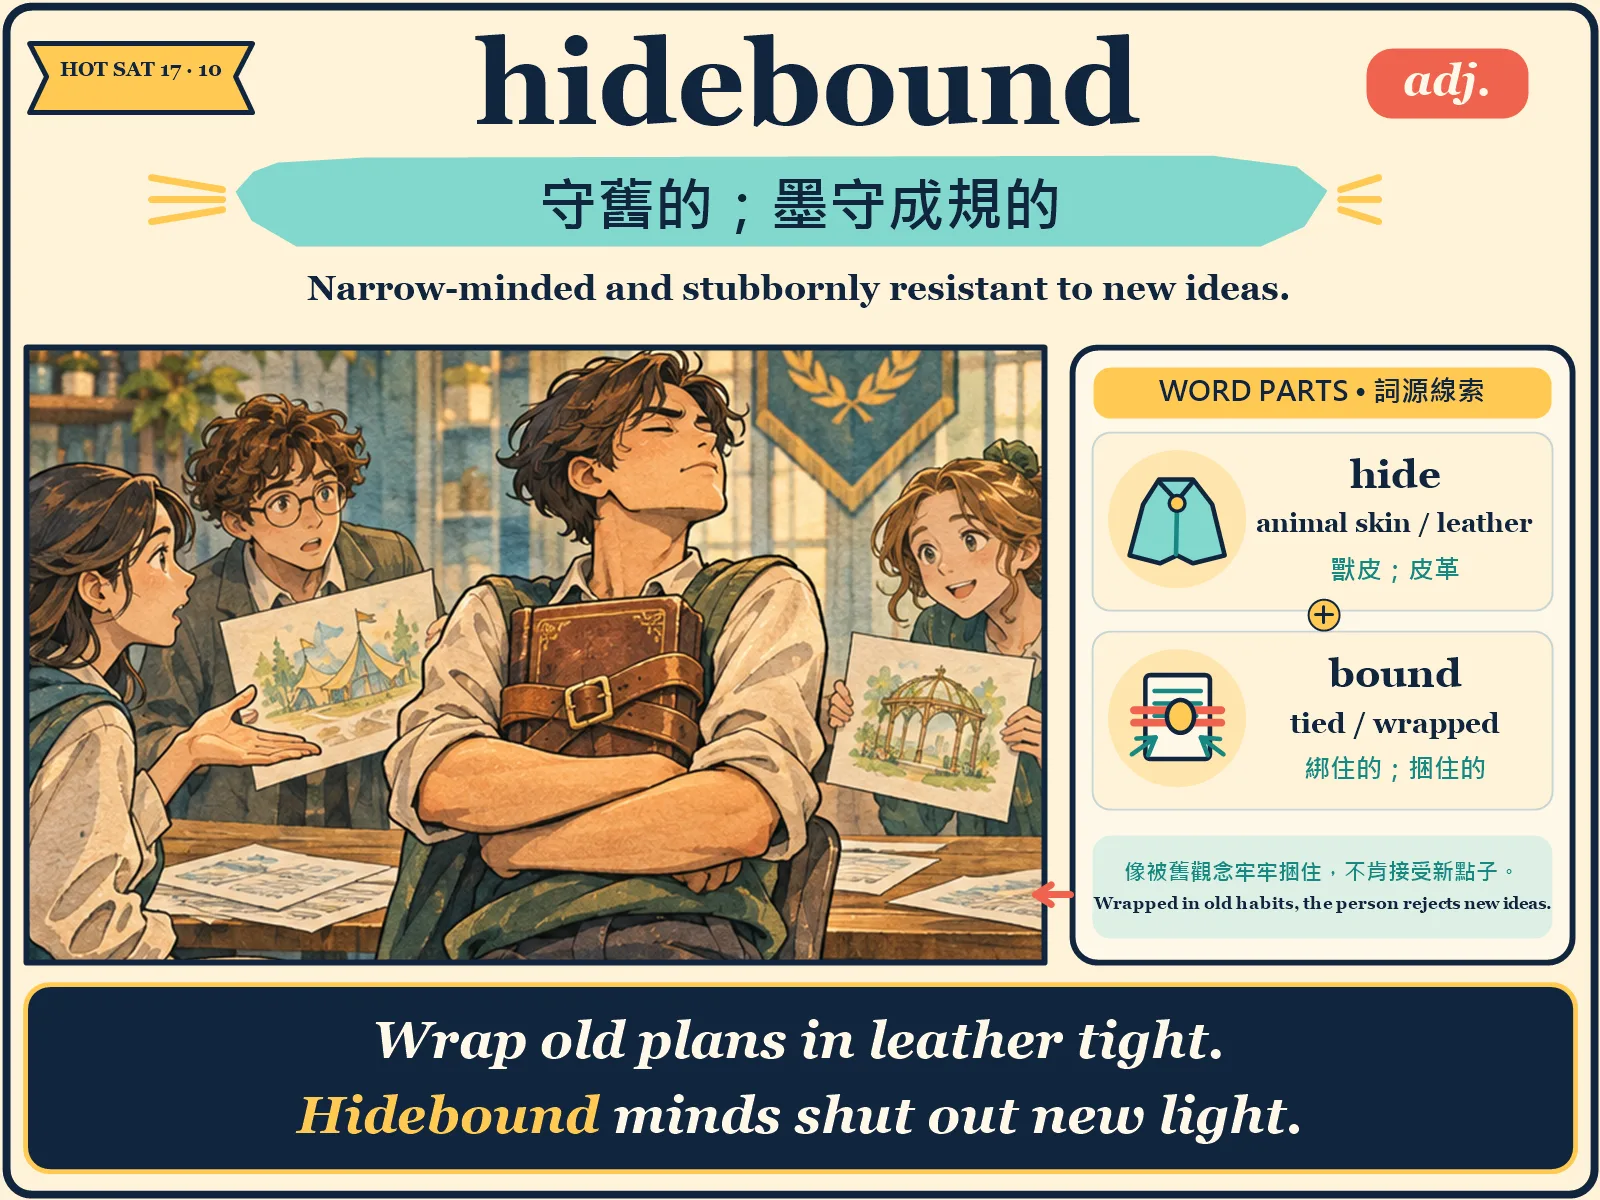 HOT SAT 17 · 10
hidebound
adj.
守舊的；墨守成規的
Narrow-minded and stubbornly resistant to new ideas.
WORD PARTS • 詞源線索
hide
animal skin / leather
獸皮；皮革
bound
tied / wrapped
綁住的；捆住的
像被舊觀念牢牢捆住，不肯接受新點子。
Wrapped in old habits, the person rejects new ideas.
Wrap old plans in leather tight.
Hidebound minds shut out new light.